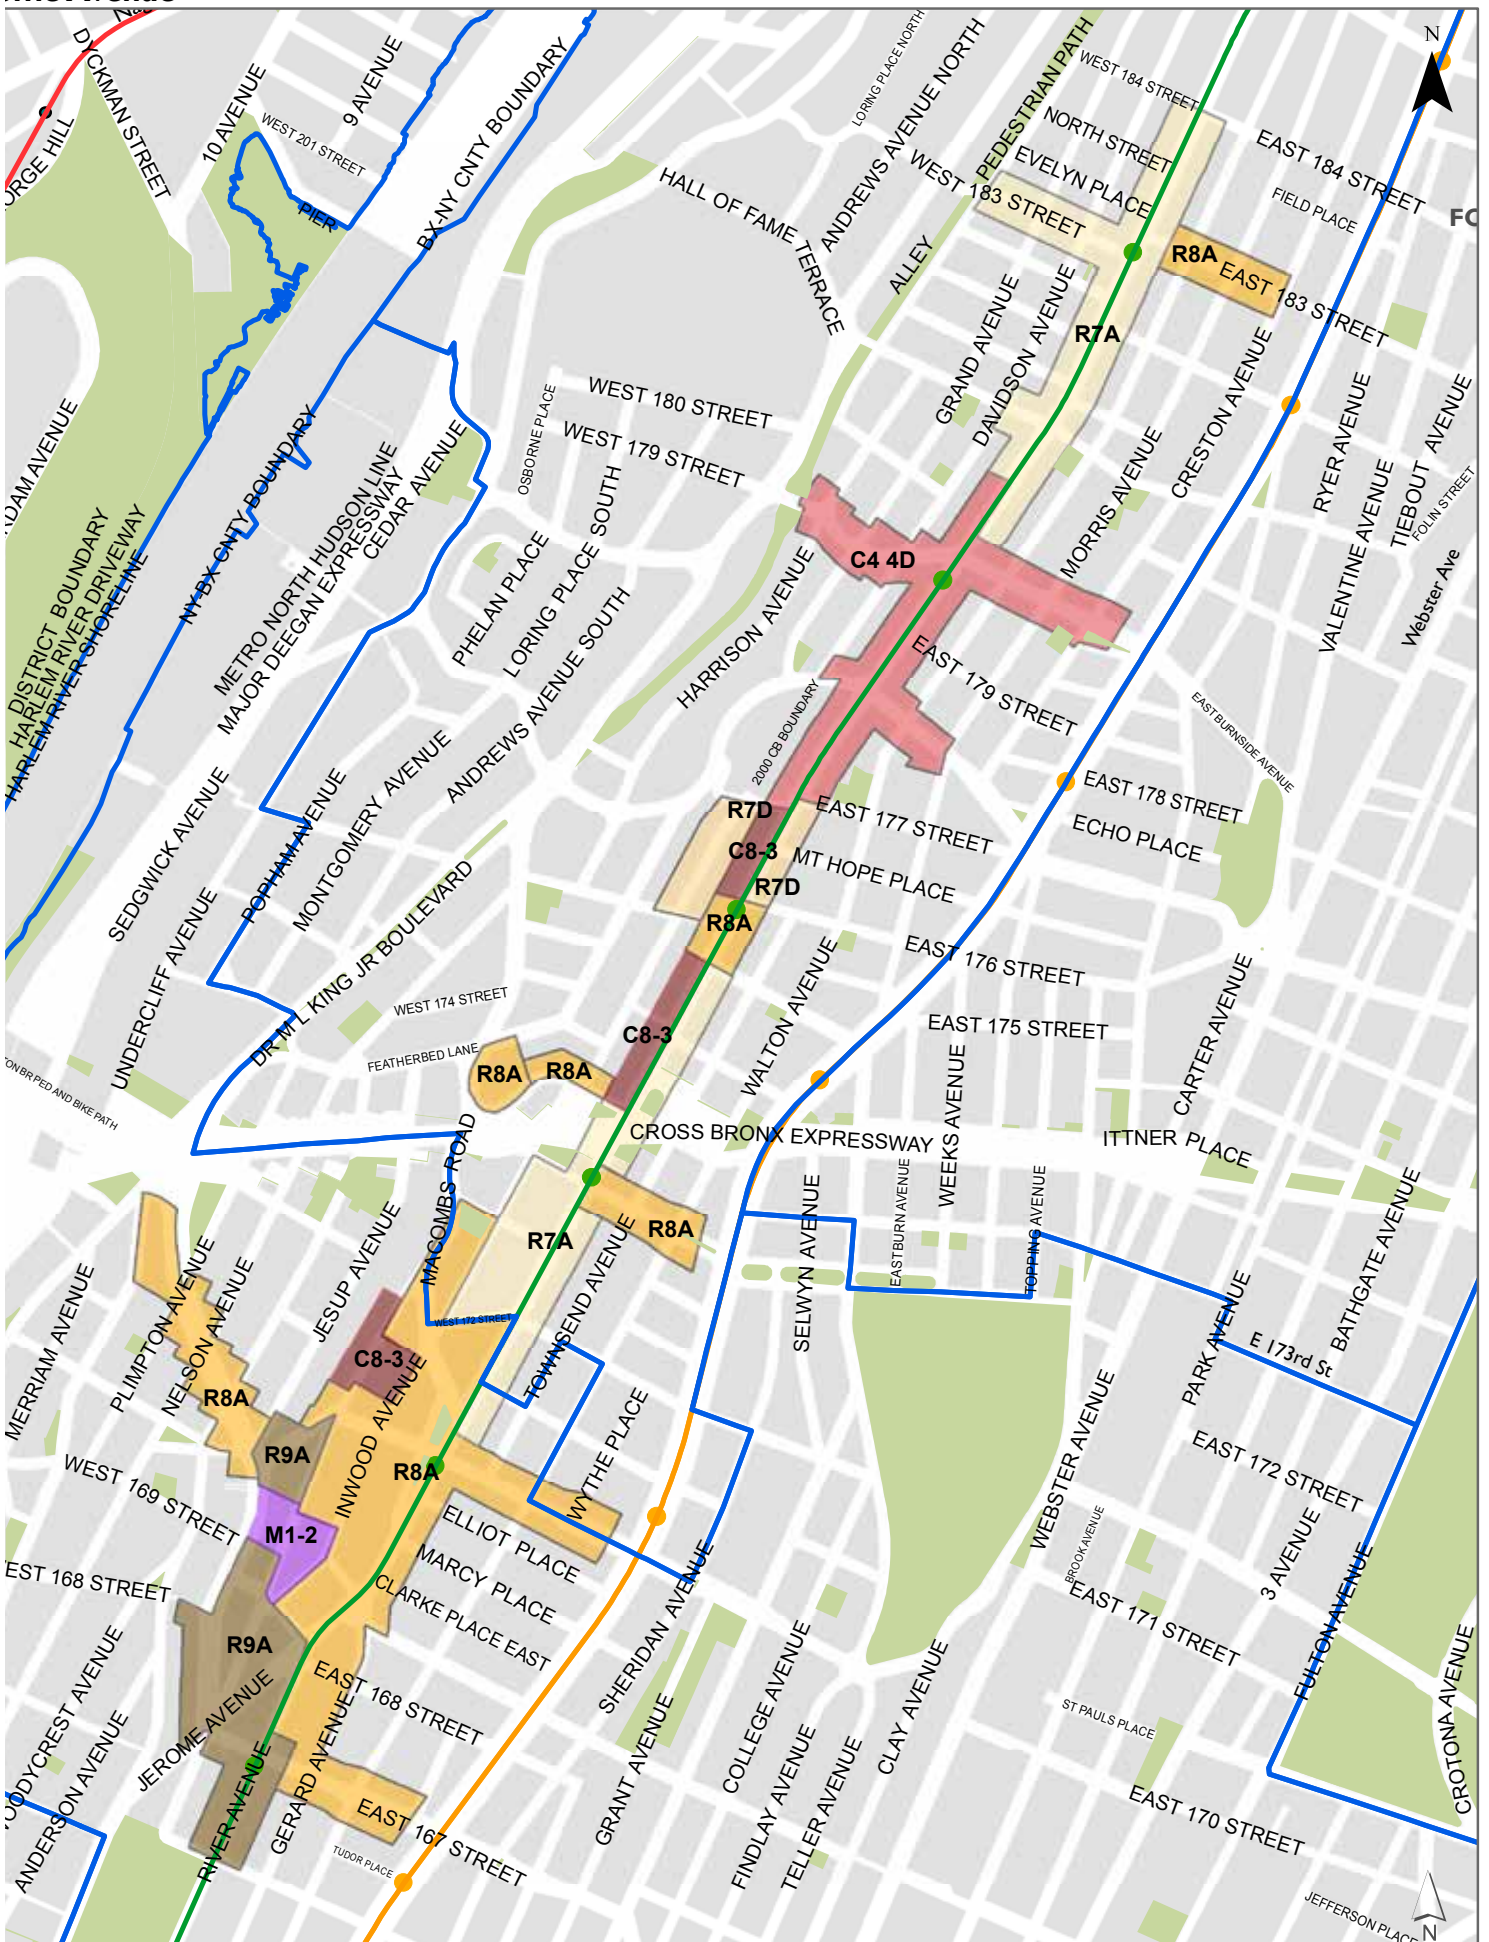 DYCKMAN STREET
10 AVENUE
9 AVENUE
WEST 201 STREET
PIER
BX-NY CNTY BOUNDARY
LORING PLACE NORTH
ANDREWS AVENUE NORTH
PEDESTRIAN PATH
WEST 184 STREET
NORTH STREET
EVELYN PLACE
WEST 183 STREET
N
EAST 184 STREET
FIELD PLACE
FO
ORGE HILL
HALL OF FAME TERRACE
ALLEY
R8A
EAST 183 STREET
R7A
GRAND AVENUE
DAVIDSON AVENUE
CRESTON AVENUE
MORRIS AVENUE
RYER AVENUE
TIEBOUT AVENUE
VALENTINE AVENUE
FOLIN STREET
Webster Ave
WEST 180 STREET
WEST 179 STREET
OSBORNE PLACE
RDAM AVENUE
NY-BX CNTY BOUNDARY
METRO NORTH HUDSON LINE
MAJOR DEEGAN EXPRESSWAY
CEDAR AVENUE
DISTRICT BOUNDARY
HARLEM RIVER DRIVEWAY
HARLEM RIVER SHORELINE
PHELAN PLACE
LORING PLACE SOUTH
ANDREWS AVENUE SOUTH
HARRISON AVENUE
C4 4D
EAST 179 STREET
2000 CB BOUNDARY
EAST BURNSIDE AVENUE
EAST 178 STREET
ECHO PLACE
R7D
EAST 177 STREET
C8-3
MT HOPE PLACE
R7D
R8A
EAST 176 STREET
EAST 175 STREET
SEDGWICK AVENUE
POPHAM AVENUE
MONTGOMERY AVENUE
UNDERCLIFF AVENUE
DR M L KING JR BOULEVARD
WEST 174 STREET
FEATHERBED LANE
R8A
R8A
C8-3
WALTON AVENUE
CARTER AVENUE
WEEKS AVENUE
TON BR PED AND BIKE PATH
CROSS BRONX EXPRESSWAY
ITTNER PLACE
MACOMBS ROAD
R7A
R8A
SELWYN AVENUE
EASTBURN AVENUE
TOPPING AVENUE
BATHGATE AVENUE
PARK AVENUE
E 173rd St
MERRIAM AVENUE
PLIMPTON AVENUE
NELSON AVENUE
JESUP AVENUE
WEST 172 STREET
TOWNSEND AVENUE
C8-3
R8A
INWOOD AVENUE
R9A
R8A
WYTHE PLACE
WEST 169 STREET
M1-2
ELLIOT PLACE
MARCY PLACE
CLARKE PLACE EAST
WEBSTER AVENUE
BROOK AVENUE
EAST 172 STREET
3 AVENUE
FULTON AVENUE
EAST 171 STREET
EST 168 STREET
R9A
EAST 168 STREET
SHERIDAN AVENUE
JEROME AVENUE
OODYCREST AVENUE
ANDERSON AVENUE
RIVER AVENUE
GERARD AVENUE
EAST 167 STREET
TUDOR PLACE
GRANT AVENUE
COLLEGE AVENUE
FINDLAY AVENUE
TELLER AVENUE
CLAY AVENUE
ST PAULS PLACE
EAST 170 STREET
CROTONA AVENUE
JEFFERSON PLACE
N